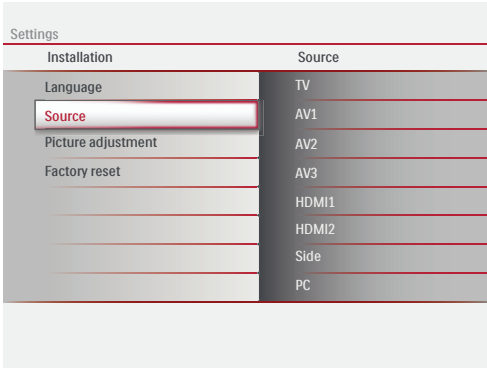 Settings
Installation
Source
Language
Source
Picture adjustment
Factory reset
TV
AV1
AV2
AV3
HDMI1
HDMI2
Side
PC